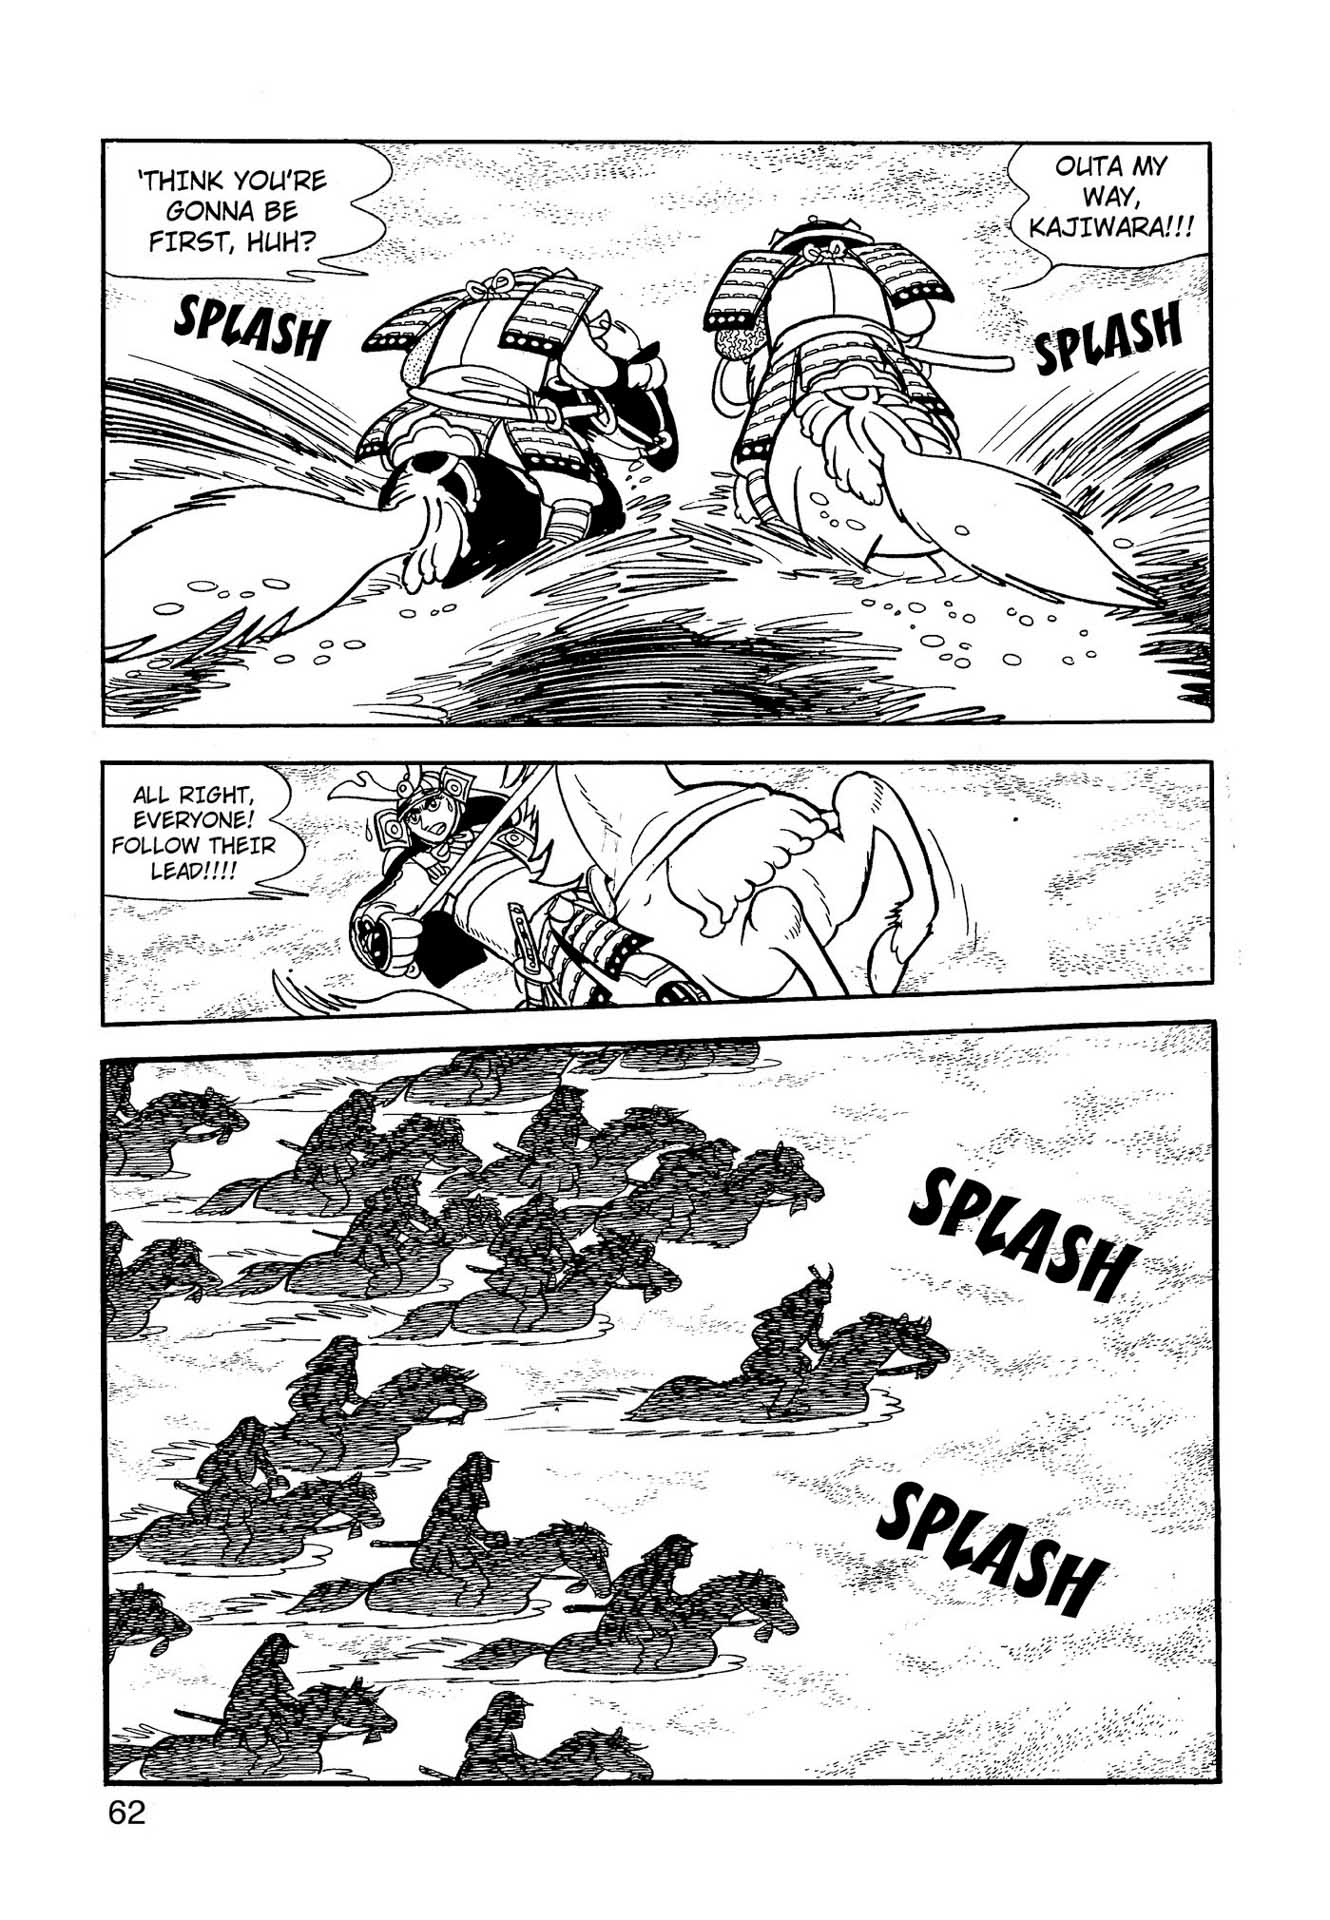 'THINK YOU'RE
GONNA BE
FIRST, HUH?
OUTA MY
WAY,
KAJIWARA!!!
SPLASH
SPLASH
ALL RIGHT,
EVERYONE!
FOLLOW THEIR
LEAD!!!!
SPLASH
SPLASH
62